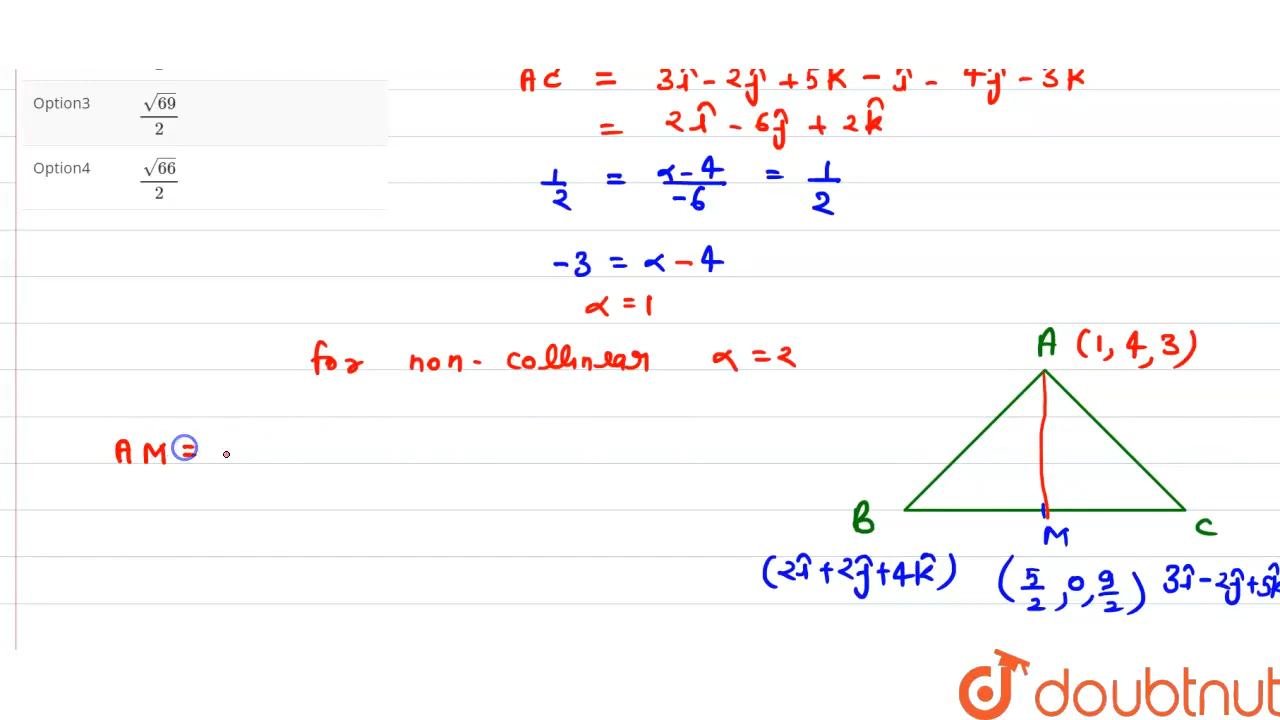 AC = 3î - 2ĵ + 5k - î - 4ĵ - 3k
= 2î - 6ĵ + 2k̂
Option3 √69/2
Option4 √66/2
1/2 = α-4/-6 = 1/2
-3 = α - 4
α = 1
for non-collinear α = 2
A (1, 4, 3)
AM =
B C
M
(2î + 2ĵ + 4k̂) (5/2, 0, 9/2) 3î - 2ĵ + 5k̂
doubtnut